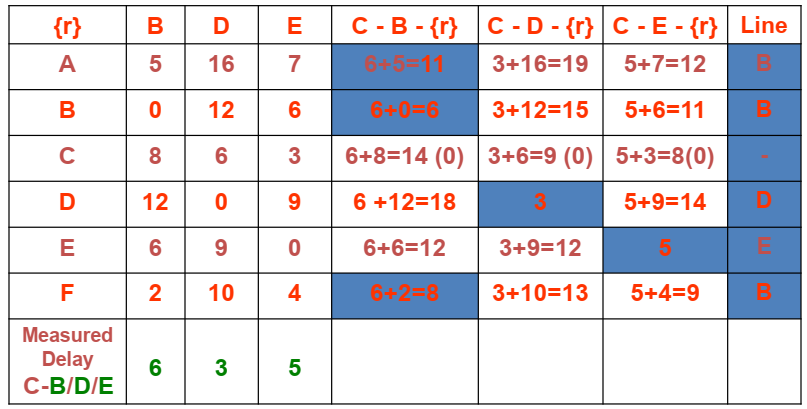 {r} B D E C - B - {r} C - D - {r} C - E - {r} Line
A 5 16 7 6+5=11 3+16=19 5+7=12 B
B 0 12 6 6+0=6 3+12=15 5+6=11 B
C 8 6 3 6+8=14 (0) 3+6=9 (0) 5+3=8(0) -
D 12 0 9 6 +12=18 3 5+9=14 D
E 6 9 0 6+6=12 3+9=12 5 E
F 2 10 4 6+2=8 3+10=13 5+4=9 B
Measured
Delay
C-B/D/E 6 3 5